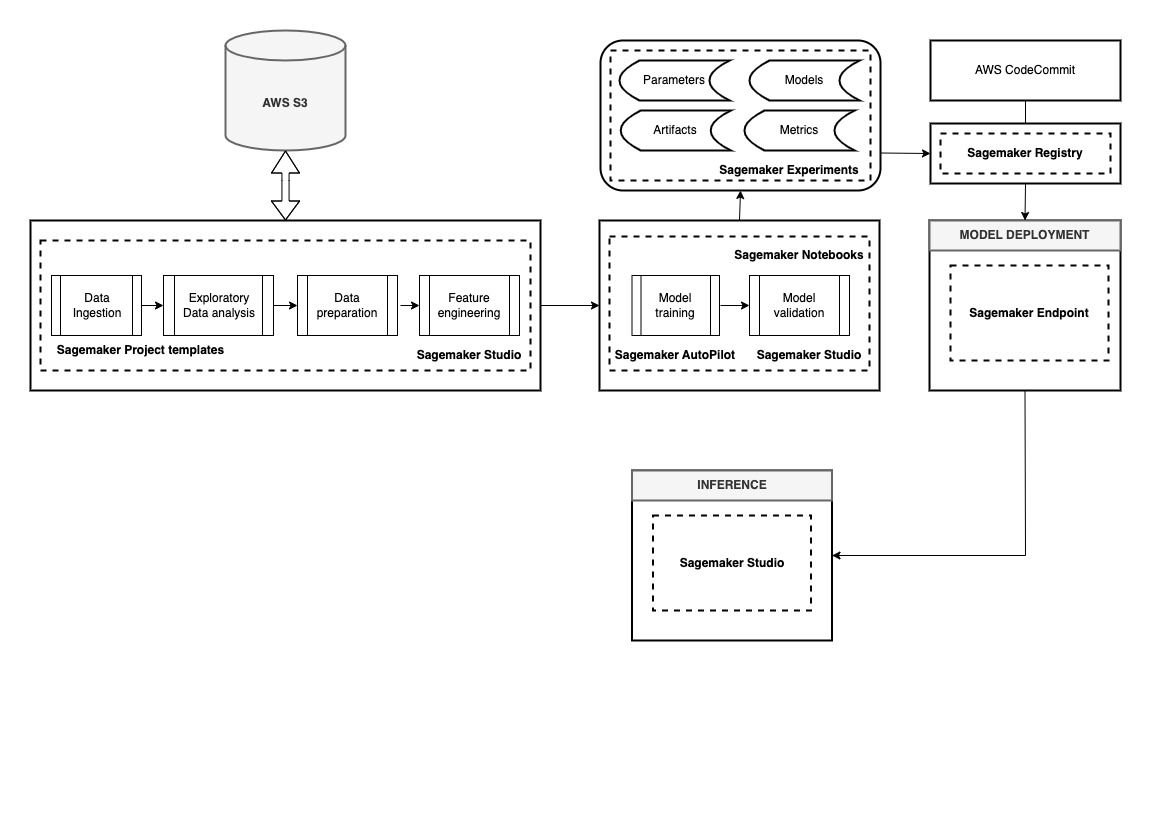 AWS S3
Parameters
Models
Artifacts
Metrics
Sagemaker Experiments
AWS CodeCommit
Sagemaker Registry
Data
Ingestion
Exploratory
Data analysis
Data
preparation
Feature
engineering
Sagemaker Project templates
Sagemaker Studio
Sagemaker Notebooks
Model
training
Model
validation
Sagemaker AutoPilot
Sagemaker Studio
MODEL DEPLOYMENT
Sagemaker Endpoint
INFERENCE
Sagemaker Studio